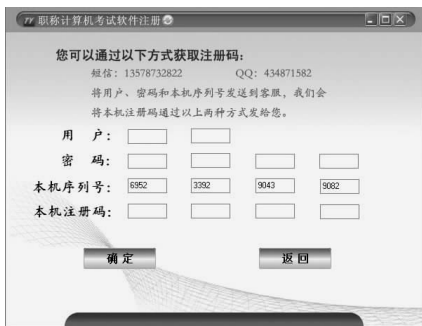 TY 职称计算机考试软件注册
您可以通过以下方式获取注册码:
短信: 13578732822 QQ: 434871582
将用户、密码和本机序列号发送到客服, 我们会
将本机注册码通过以上两种方式发给您。
用 户:
密 码:
本机序列号: 6952 3392 9043 9082
本机注册码:
确定 返回